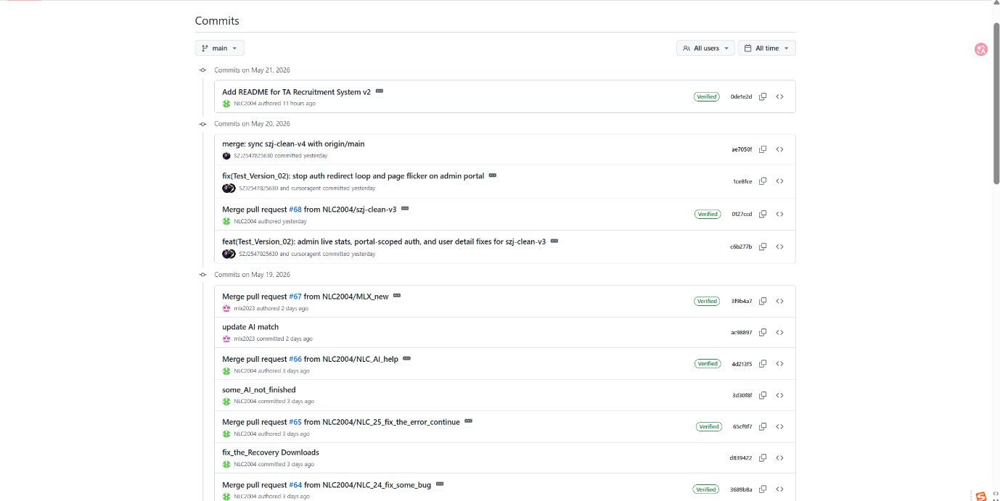 Commits
main
All users
All time
Commits on May 21, 2026
Add README for TA Recruitment System v2
NLC2004 authored 11 hours ago
Verified
0de1e2d
Commits on May 20, 2026
merge: sync szj-clean-v4 with origin/main
SZJ2547825630 committed yesterday
ae7050f
fix(Test_Version_02): stop auth redirect loop and page flicker on admin portal
SZJ2547825630 and cursoragent committed yesterday
1ce8fce
Merge pull request #68 from NLC2004/szj-clean-v3
NLC2004 authored yesterday
Verified
0127ccd
feat(Test_Version_02): admin live stats, portal-scoped auth, and user detail fixes for szj-clean-v3
SZJ2547825630 and cursoragent committed yesterday
c6b277b
Commits on May 19, 2026
Merge pull request #67 from NLC2004/MLX_new
mlx2023 authored 2 days ago
Verified
3f9b4a7
update AI match
mlx2023 committed 2 days ago
ac98897
Merge pull request #66 from NLC2004/NLC_AI_help
NLC2004 authored 3 days ago
Verified
4d213f5
some_AI_not_finished
NLC2004 committed 3 days ago
3d30f8f
Merge pull request #65 from NLC2004/NLC_25_fix_the_error_continue
NLC2004 authored 3 days ago
Verified
65cf9f7
fix_the_Recovery Downloads
NLC2004 committed 3 days ago
d839422
Merge pull request #64 from NLC2004/NLC_24_fix_some_bug
NLC2004 authored 3 days ago
Verified
3689b8a